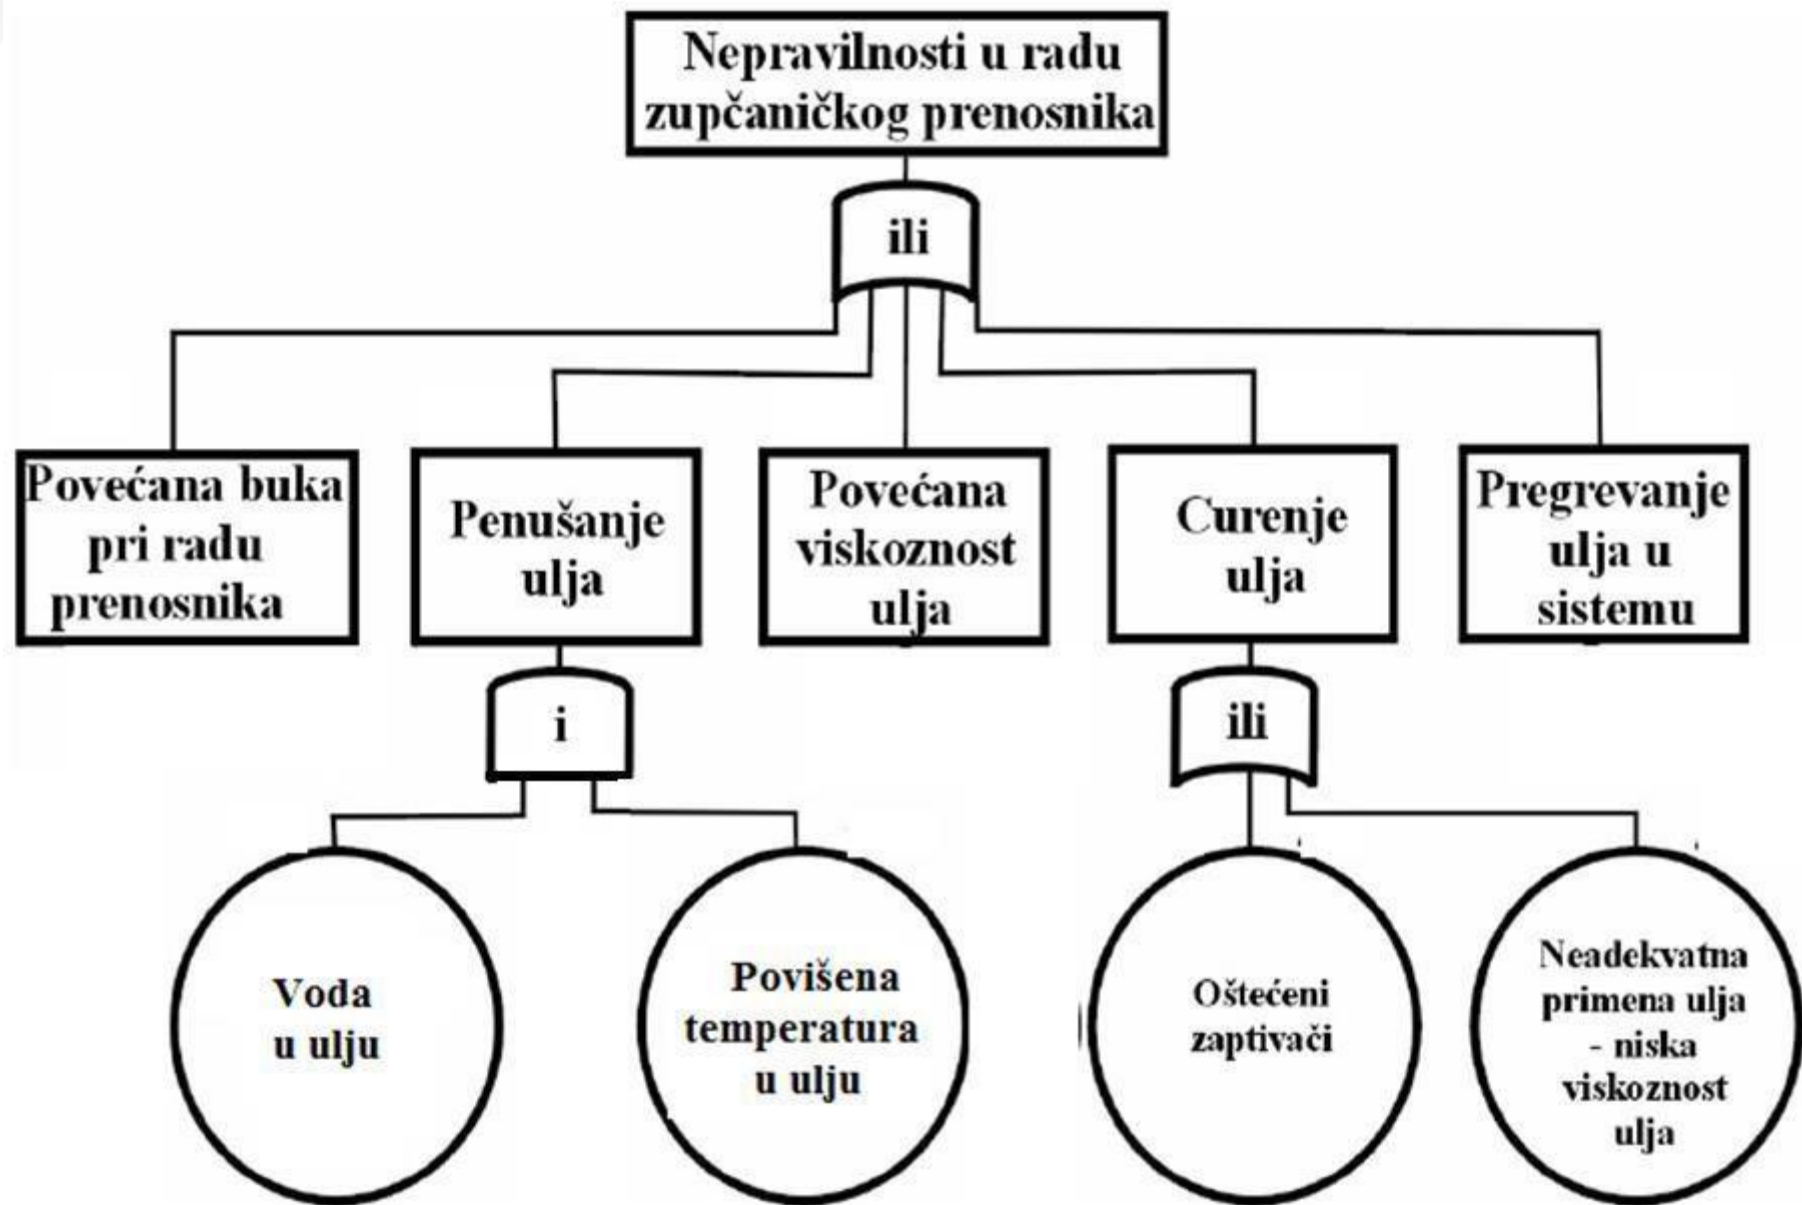 Nepravilnosti u radu
zupčaničkog prenosnika
ili
Povećana buka
pri radu
prenosnika
Penušanje
ulja
Povećana
viskoznost
ulja
Curenje
ulja
Pregrevanje
ulja u
sistemu
i
ili
Voda
u ulju
Povišena
temperatura
u ulju
Oštećeni
zaptivači
Neadekvatna
primena ulja
- niska
viskoznost
ulja